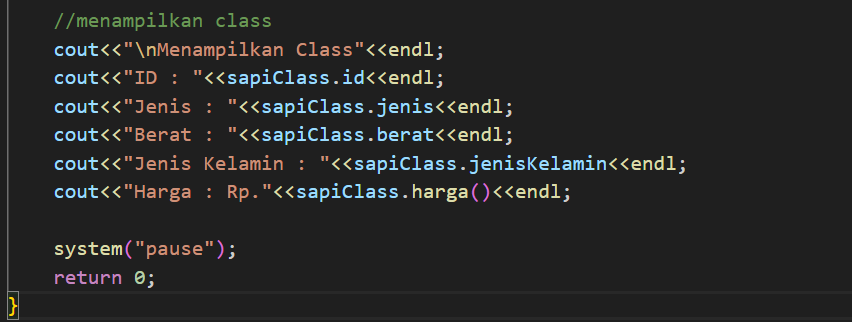 //menampilkan class
cout<<"\nMenampilkan Class"<<endl;
cout<<"ID : "<<sapiClass.id<<endl;
cout<<"Jenis : "<<sapiClass.jenis<<endl;
cout<<"Berat : "<<sapiClass.berat<<endl;
cout<<"Jenis Kelamin : "<<sapiClass.jenisKelamin<<endl;
cout<<"Harga : Rp."<<sapiClass.harga()<<endl;
system("pause");
return 0;
}